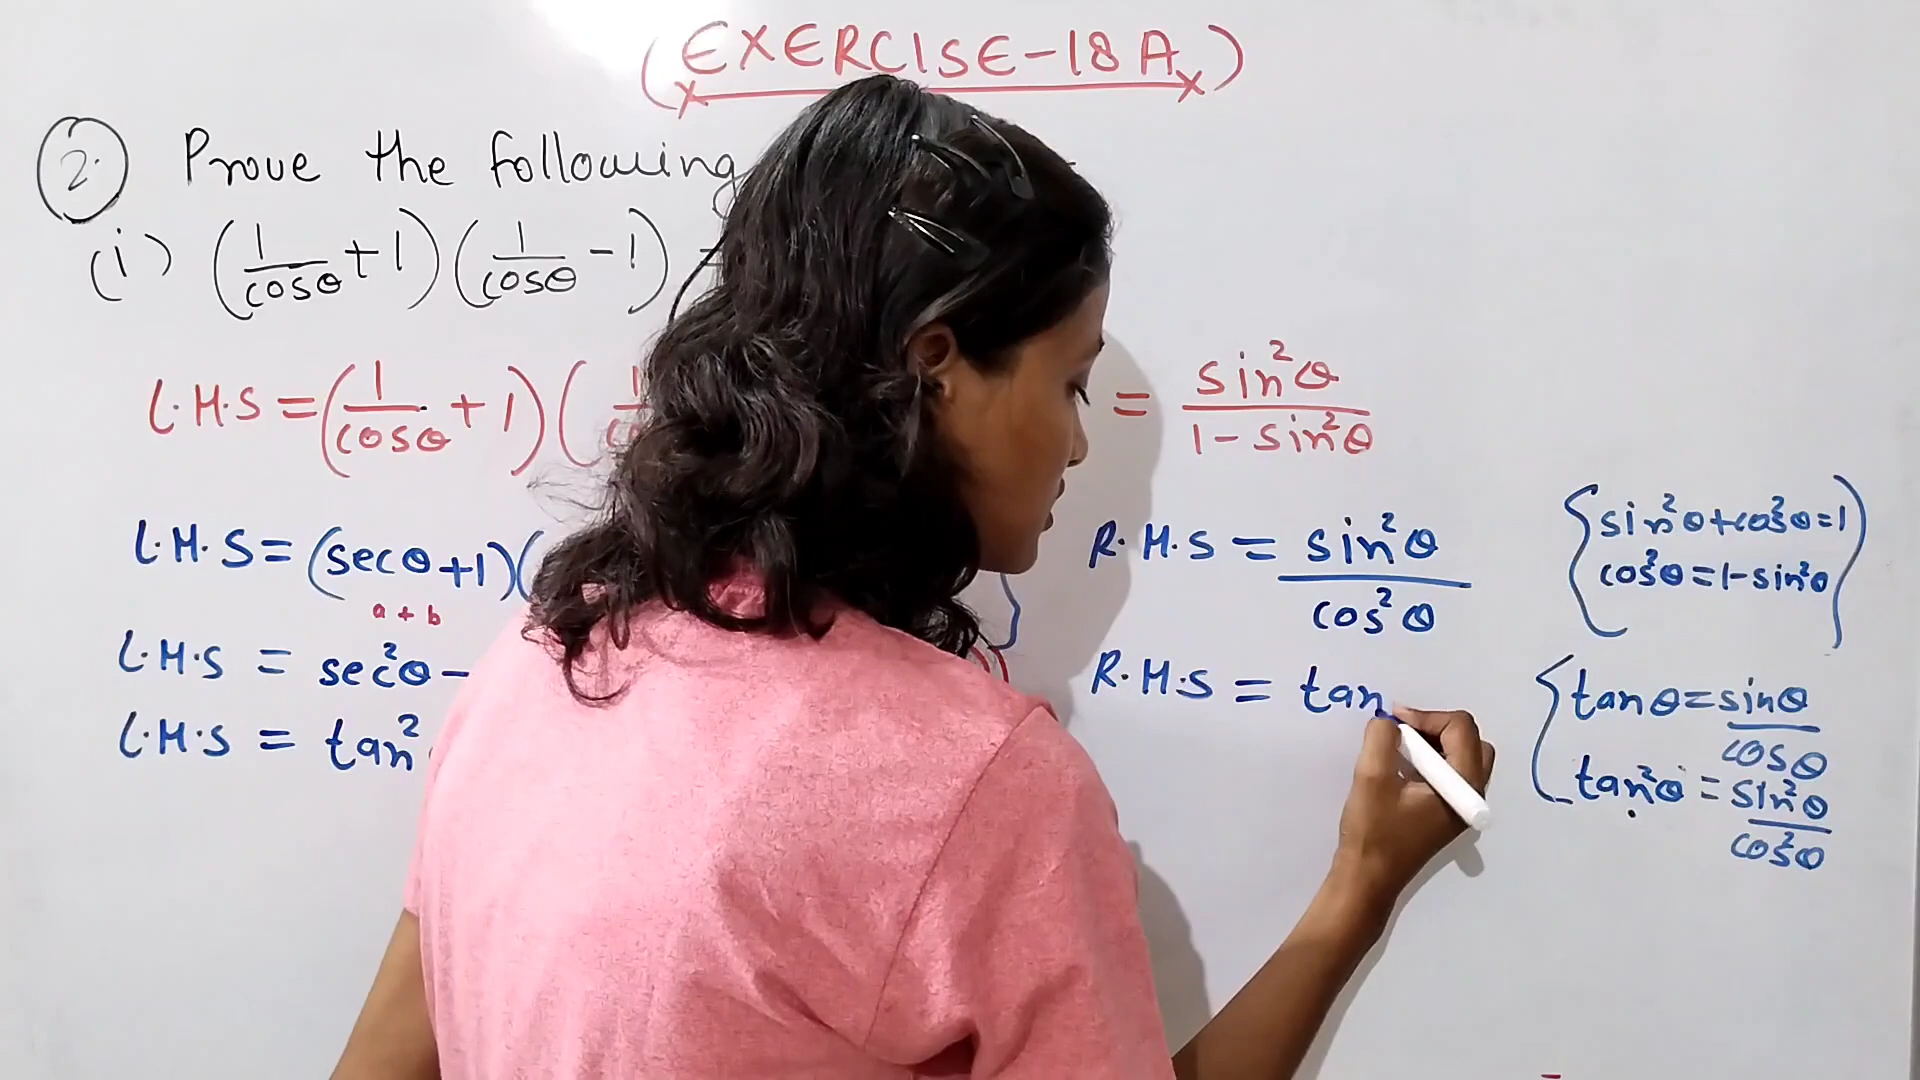 (EXERCISE-18A)
2. Prove the following
(i) (1/cosθ + 1)(1/cosθ - 1) =
L.H.S = (1/cosθ + 1)( = sin²θ/1-sin²θ
L.H.S = (secθ+1)(
a + b
L.H.S = sec²θ-
L.H.S = tan²
R.H.S = sin²θ/cos²θ
R.H.S = tan
{sin²θ+cos²θ=1
cos²θ=1-sin²θ}
{tanθ=sinθ/cosθ
tan²θ=sin²θ/cos²θ